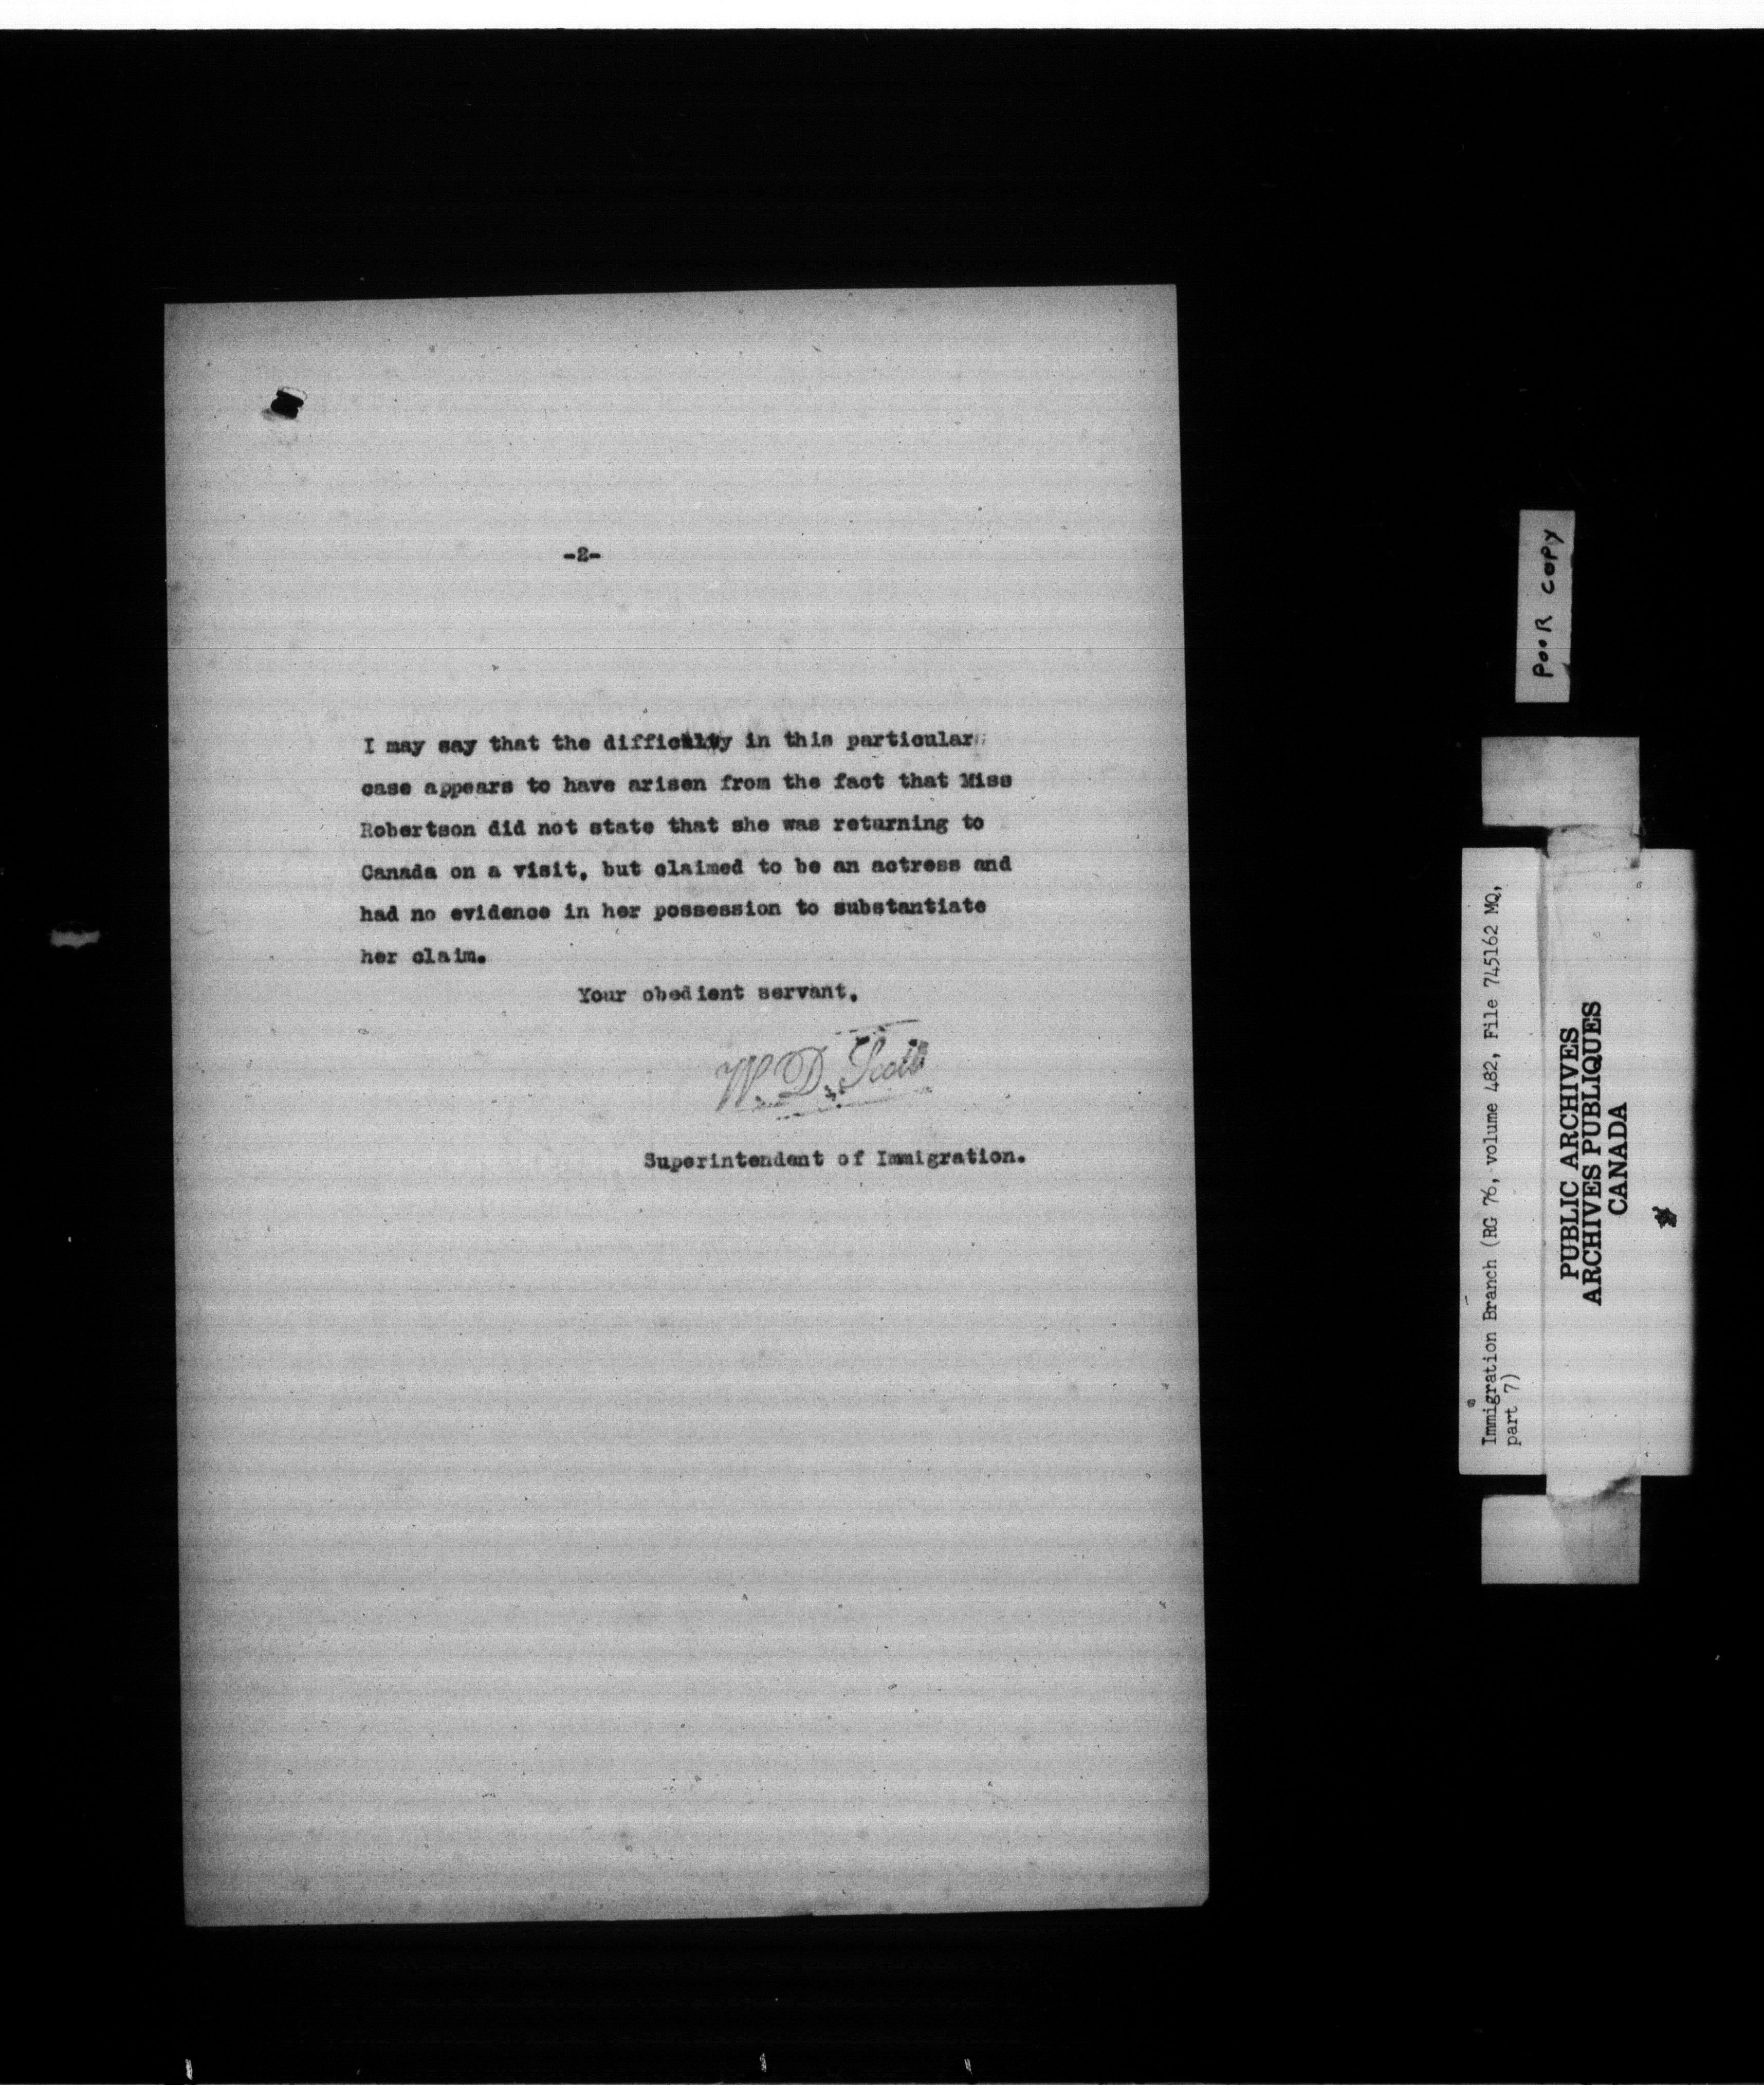 -2-
I may say that the difficulty in this particular
case appears to have arisen from the fact that Miss
Robertson did not state that she was returning to
Canada on a visit, but claimed to be an actress and
had no evidence in her possession to substantiate
her claim.
Your obedient servant,
W. D. Scott
Superintendent of Immigration.
POOR COPY
Immigration Branch (RG 76, volume 482, File 745162 MQ,
part 7)
PUBLIC ARCHIVES
ARCHIVES PUBLIQUES
CANADA